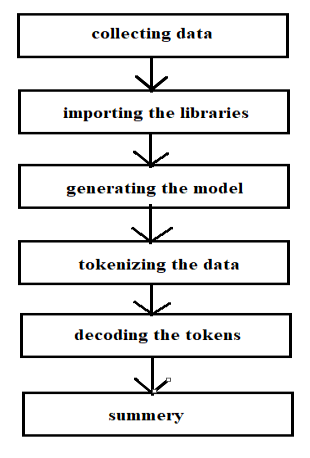 collecting data
importing the libraries
generating the model
tokenizing the data
decoding the tokens
summery